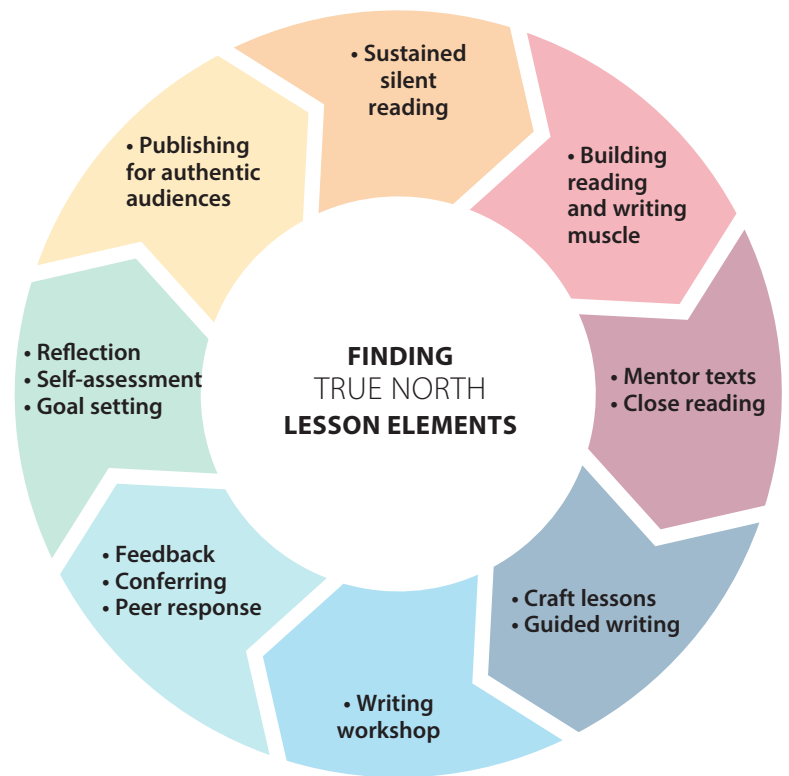 • Sustained
silent
reading
• Building
reading
and writing
muscle
• Mentor texts
• Close reading
• Craft lessons
• Guided writing
• Writing
workshop
• Feedback
• Conferring
• Peer response
• Reflection
• Self-assessment
• Goal setting
• Publishing
for authentic
audiences
FINDING
TRUE NORTH
LESSON ELEMENTS